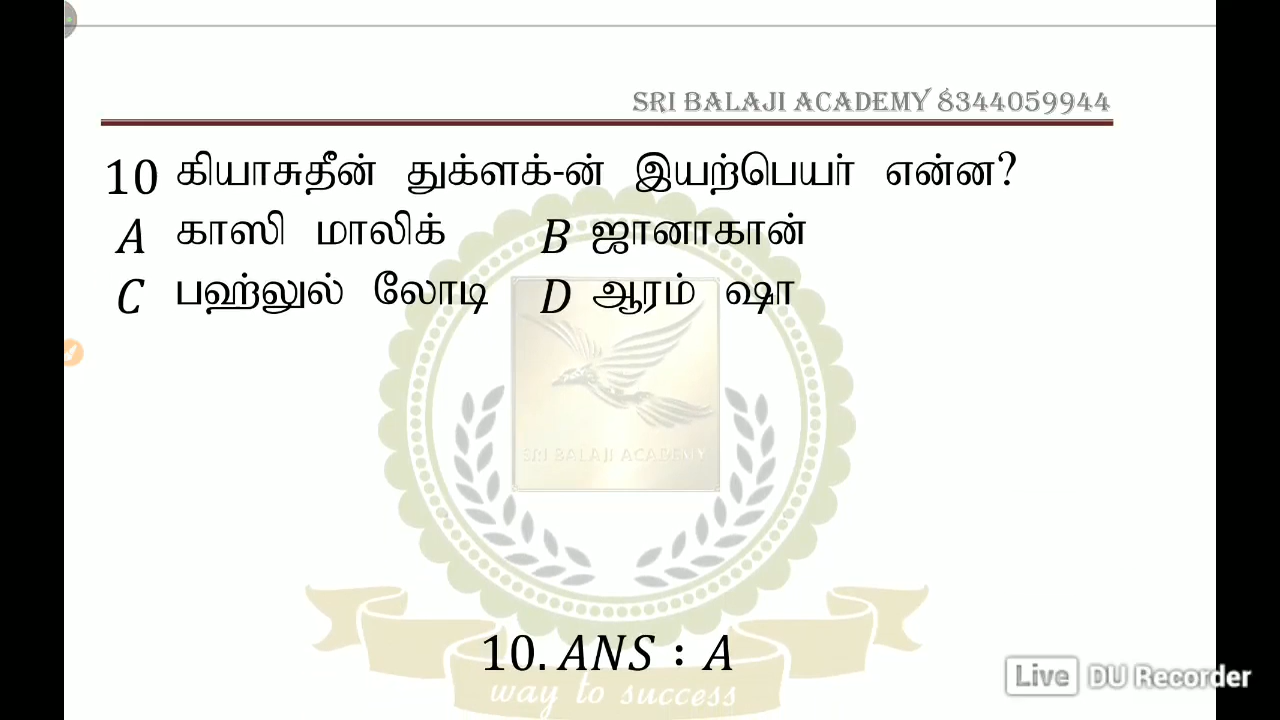 SRI BALAJI ACADEMY 8344059944
10 கியாசுதீன் துக்ளக்-ன் இயற்பெயர் என்ன?
A காஸி மாலிக் B ஜானாகான்
C பஹ்லுல் லோடி D ஆரம் ஷா
SRI BALAJI ACADEMY
10. ANS : A
way to success
Live DU Recorder